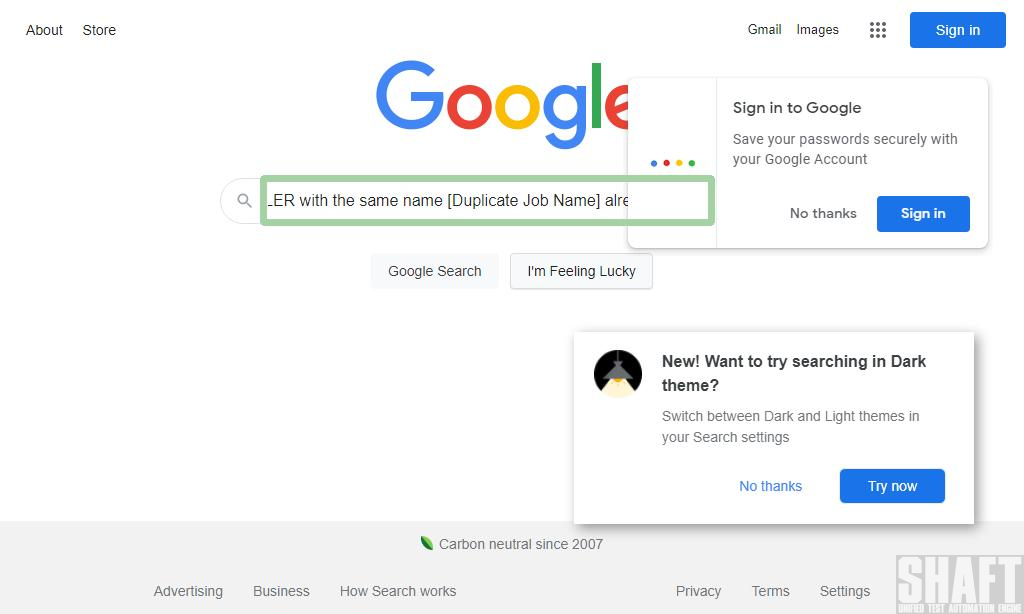 About Store
Gmail Images
Sign in
Google
Sign in to Google
Save your passwords securely with
your Google Account
No thanks
Sign in
LER with the same name [Duplicate Job Name] alre
Google Search
I'm Feeling Lucky
New! Want to try searching in Dark
theme?
Switch between Dark and Light themes in
your Search settings
No thanks
Try now
Carbon neutral since 2007
Advertising Business How Search works
Privacy Terms Settings
SHAFT
UNIFIED TEST AUTOMATION ENGINE